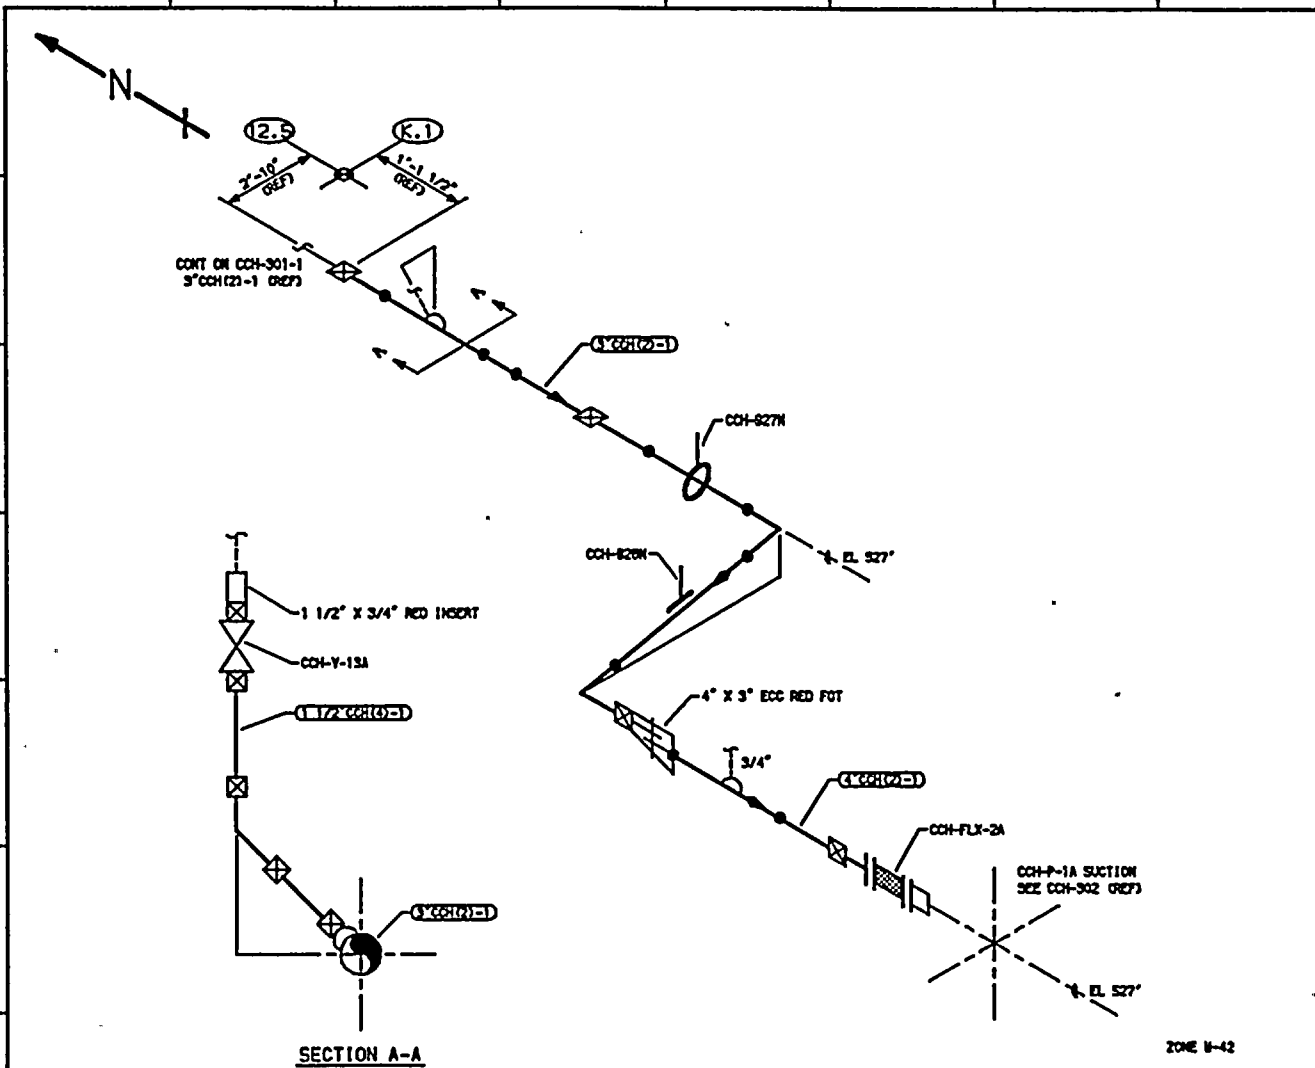 N
12.5
K.1
2'-10"
(REF)
1'-1 1/2"
(REF)
CONT ON CCH-301-1
3"CCH(2)-1 (REF)
A
A
3"CCH(2)-1
CCH-927N
EL 527'
CCH-926N
1 1/2" X 3/4" RED INSERT
CCH-V-13A
1 1/2"CCH(4)-1
4" X 3" ECC RED FOT
3/4"
4"CCH(2)-1
CCH-FLX-2A
CCH-P-1A SUCTION
SEE CCH-302 (REF)
3"CCH(2)-1
EL 527'
SECTION A-A
ZONE W-42